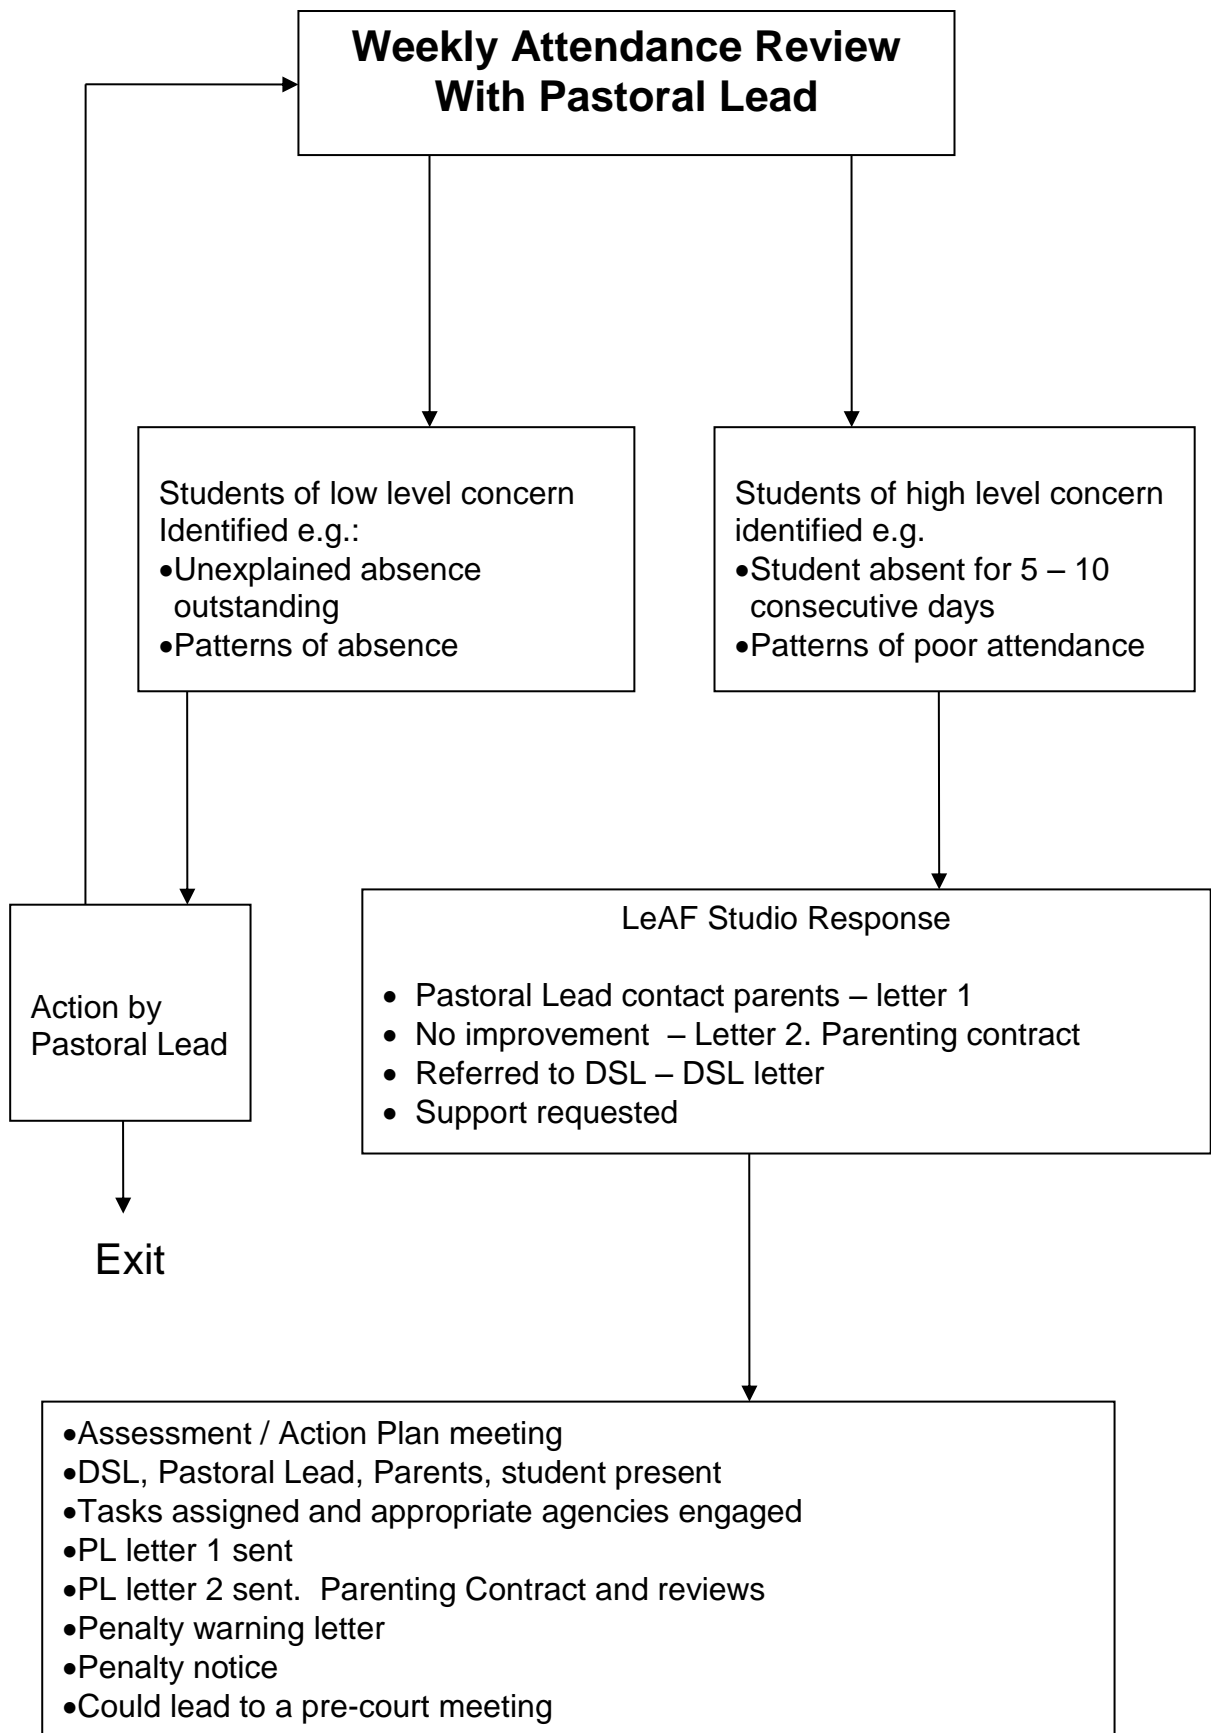 Weekly Attendance Review
With Pastoral Lead
Students of low level concern
Identified e.g.:
•Unexplained absence
outstanding
•Patterns of absence
Students of high level concern
identified e.g.
•Student absent for 5 – 10
consecutive days
•Patterns of poor attendance
Action by
Pastoral Lead
Exit
LeAF Studio Response
• Pastoral Lead contact parents – letter 1
• No improvement – Letter 2. Parenting contract
• Referred to DSL – DSL letter
• Support requested
•Assessment / Action Plan meeting
•DSL, Pastoral Lead, Parents, student present
•Tasks assigned and appropriate agencies engaged
•PL letter 1 sent
•PL letter 2 sent.  Parenting Contract and reviews
•Penalty warning letter
•Penalty notice
•Could lead to a pre-court meeting